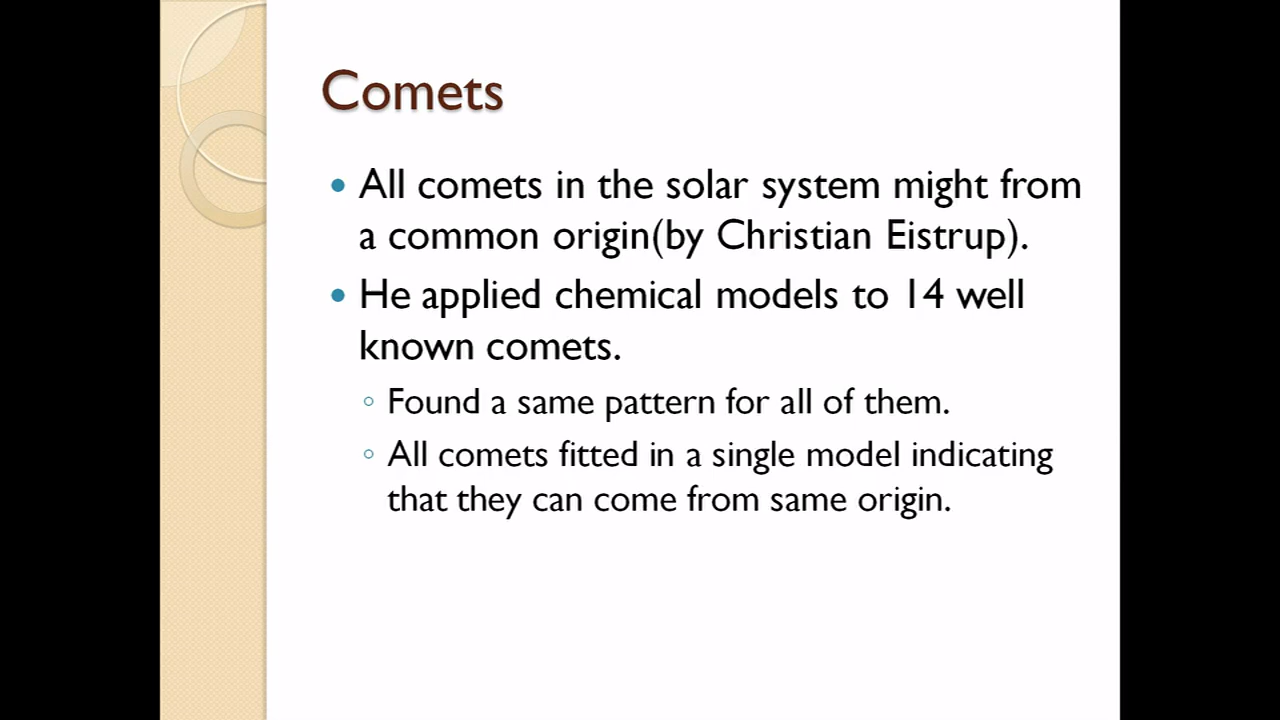 Comets
• All comets in the solar system might from
a common origin(by Christian Eistrup).
• He applied chemical models to 14 well
known comets.
◦ Found a same pattern for all of them.
◦ All comets fitted in a single model indicating
that they can come from same origin.